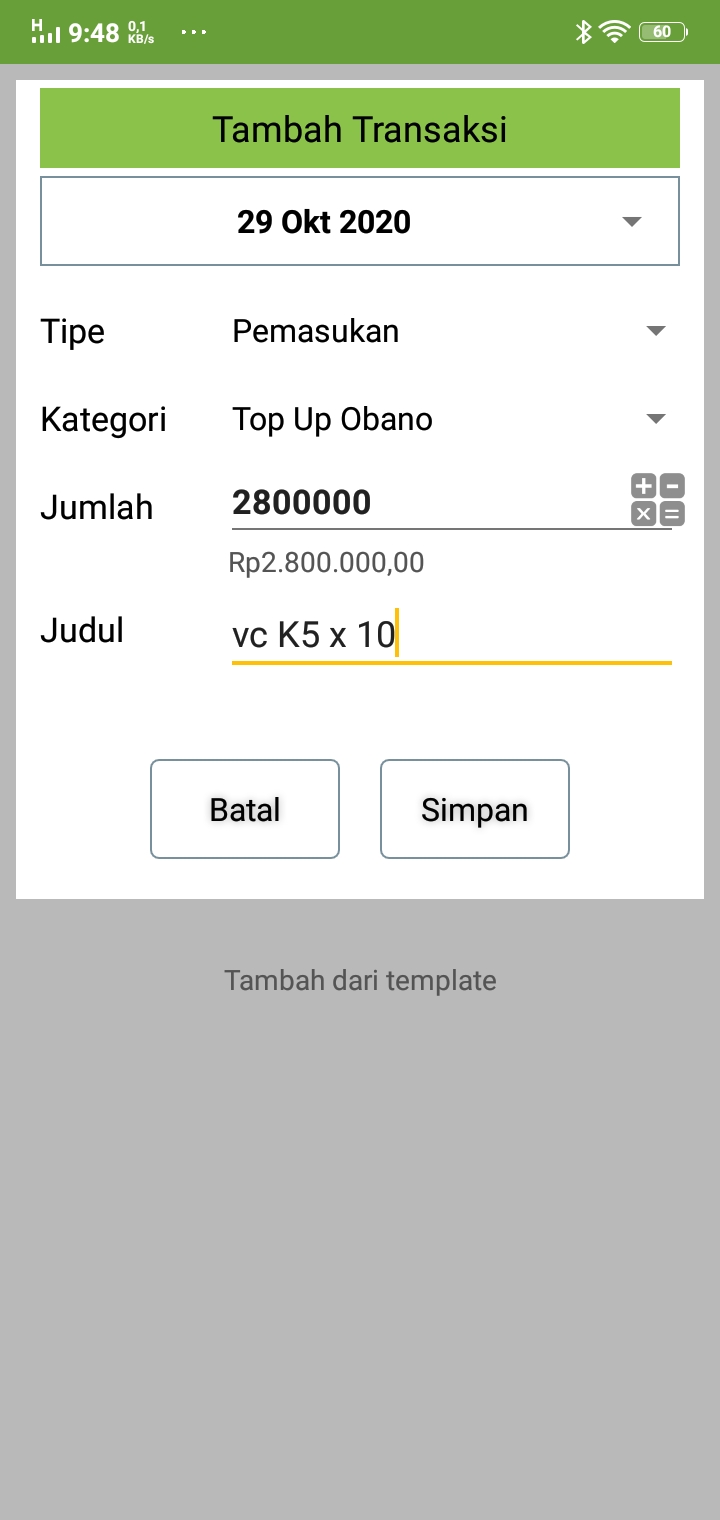 H 9:48 0,1 KB/s ... 60
Tambah Transaksi
29 Okt 2020
Tipe Pemasukan
Kategori Top Up Obano
Jumlah 2800000
Rp2.800.000,00
Judul vc K5 x 10
Batal Simpan
Tambah dari template